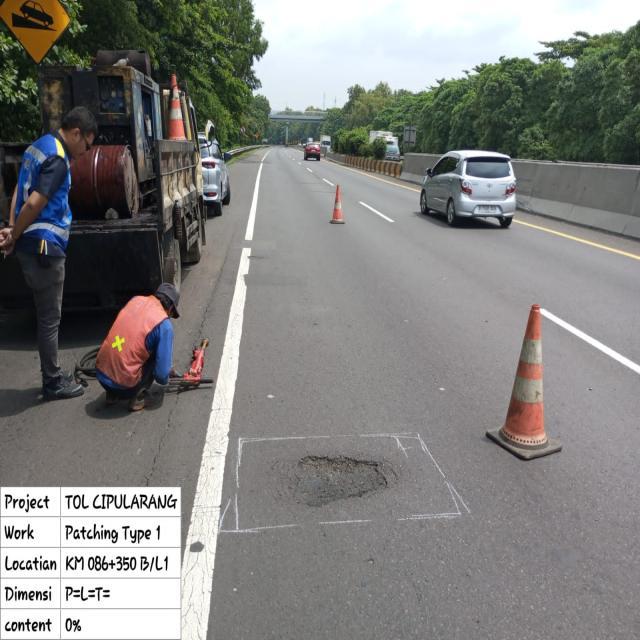 Project TOL CIPULARANG
Work Patching Type 1
Location KM 086+350 B/L1
Dimensi P=L=T=
content 0%